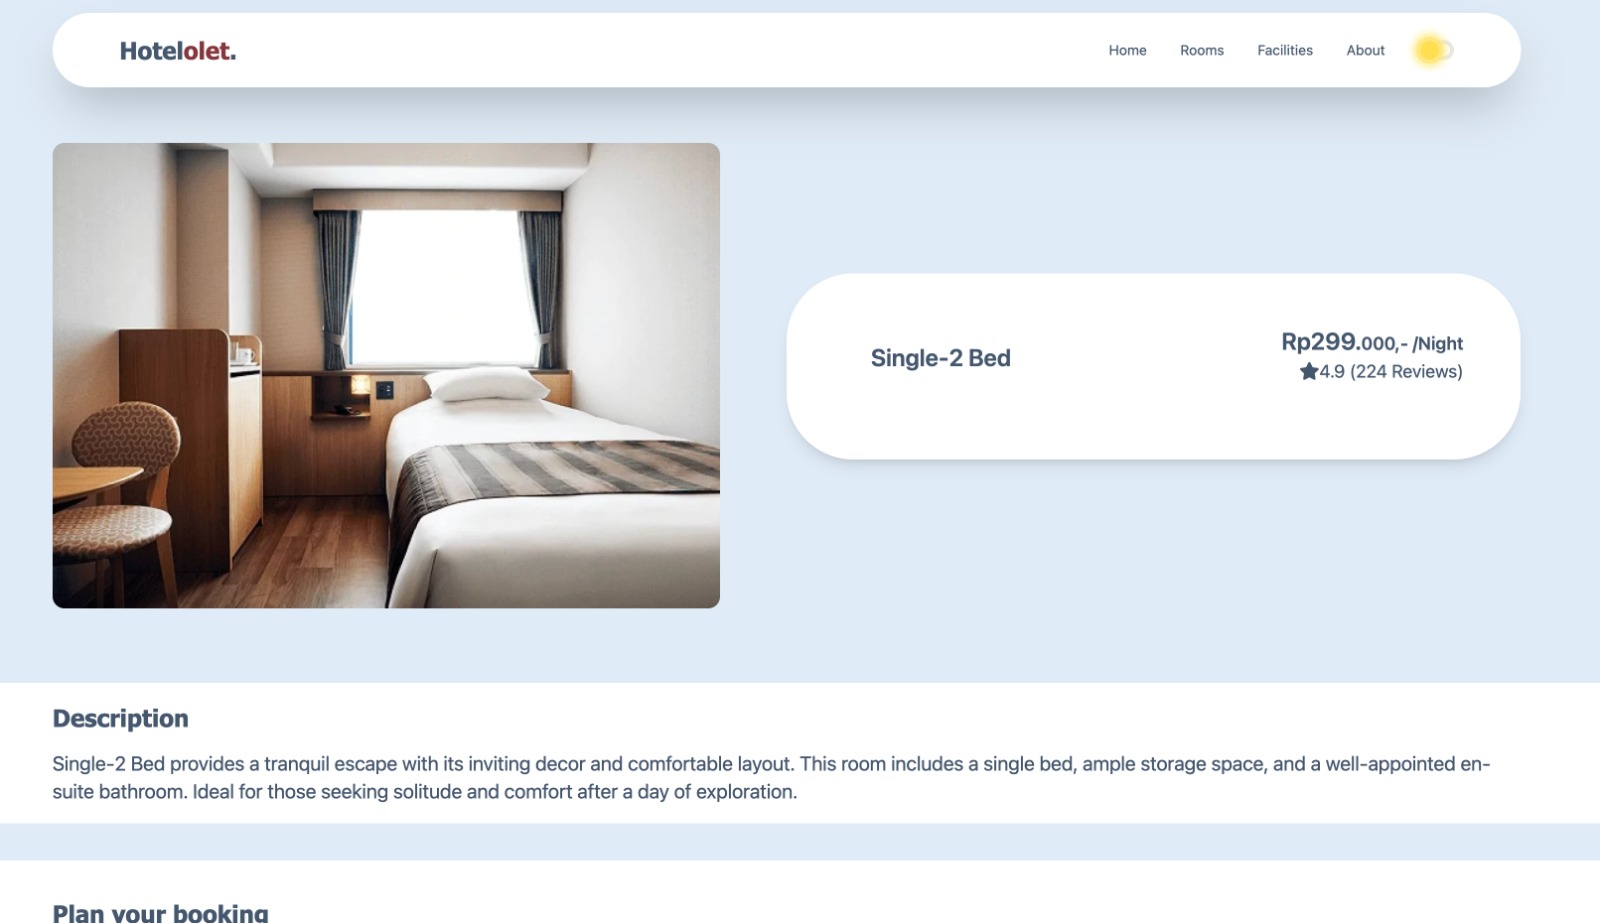 Hotelolet.
Home
Rooms
Facilities
About
Single-2 Bed
Rp299.000,- /Night
4.9 (224 Reviews)
Description
Single-2 Bed provides a tranquil escape with its inviting decor and comfortable layout. This room includes a single bed, ample storage space, and a well-appointed en-
suite bathroom. Ideal for those seeking solitude and comfort after a day of exploration.
Plan your booking